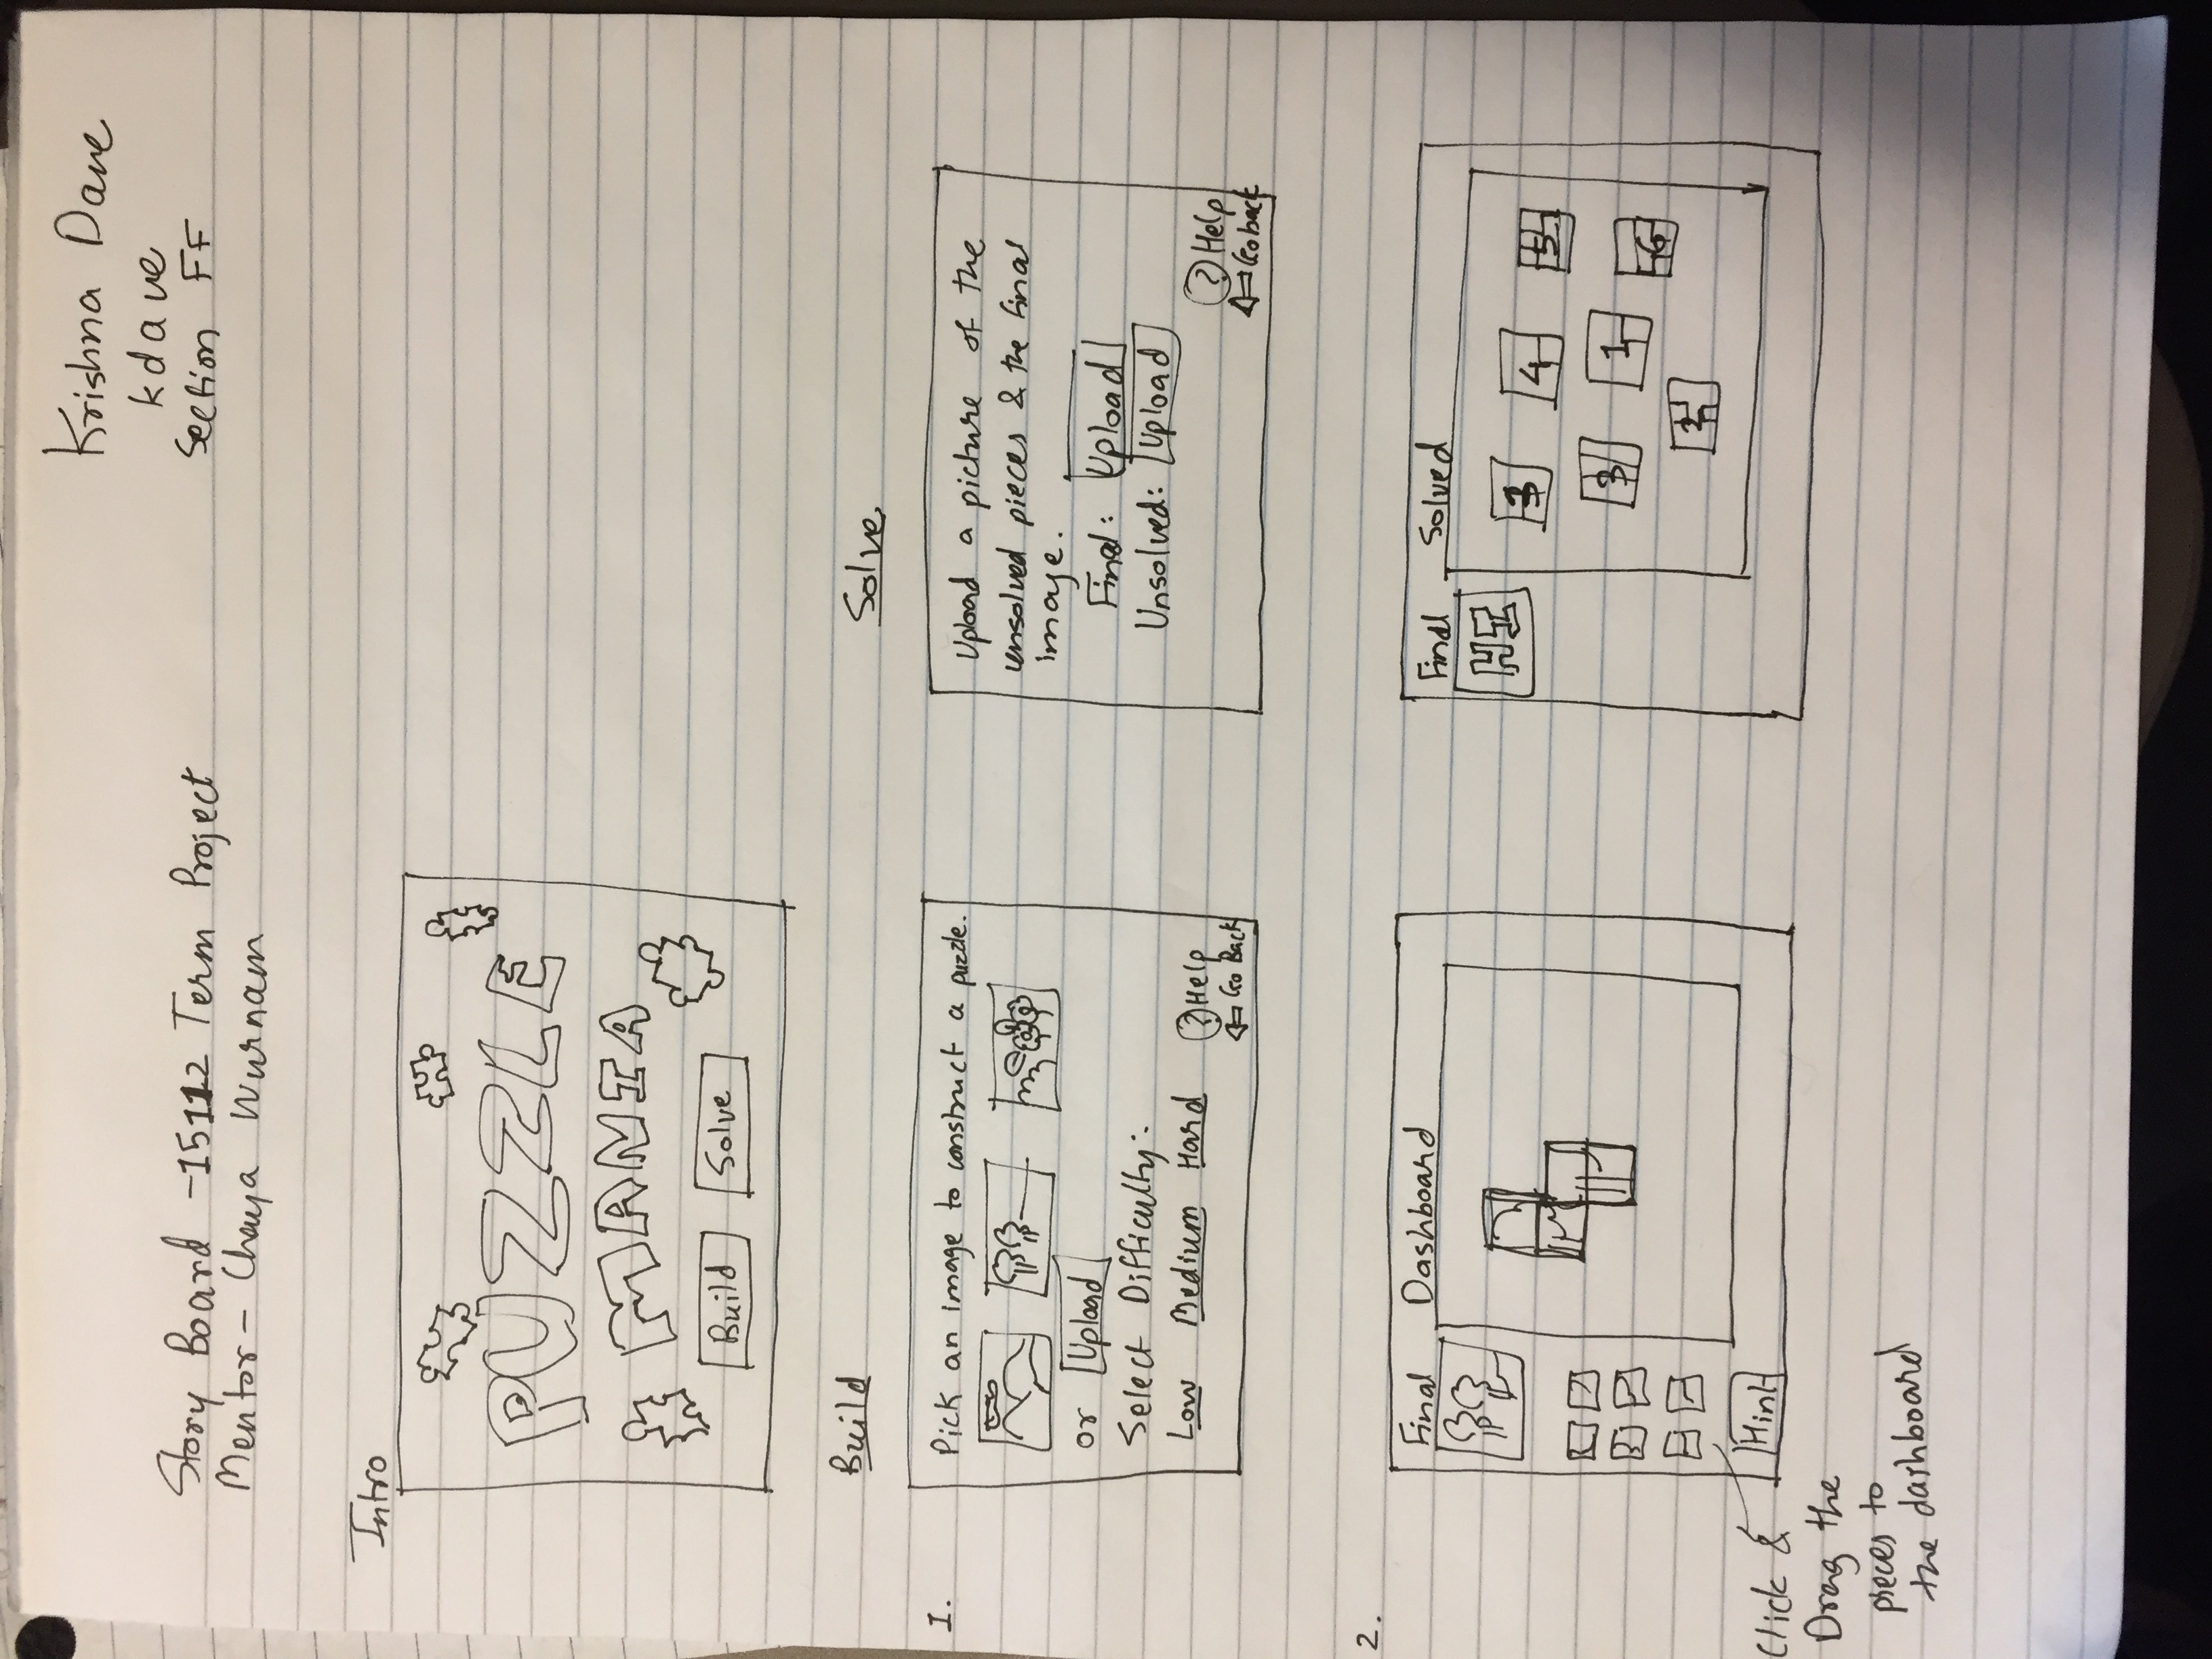 Krishna Dave
kdave
Section FF
Story Board - 15112 Term Project
Mentor - Chaya Wurnam
Intro
PUZZLE
MANIA
Build
Solve
Build
Solve
1.
Pick an image to construct a puzzle.
or Upload
Select Difficulty:
Low Medium Hard
? Help
Go Back
Upload a picture of the
unsolved pieces & the final
image.
Final: Upload
Unsolved: Upload
? Help
Go back
2.
Final Dashboard
Hint
Click &
Drag the
pieces to
the dashboard
Final Solved
HI
3 4 5
3 1 6
2